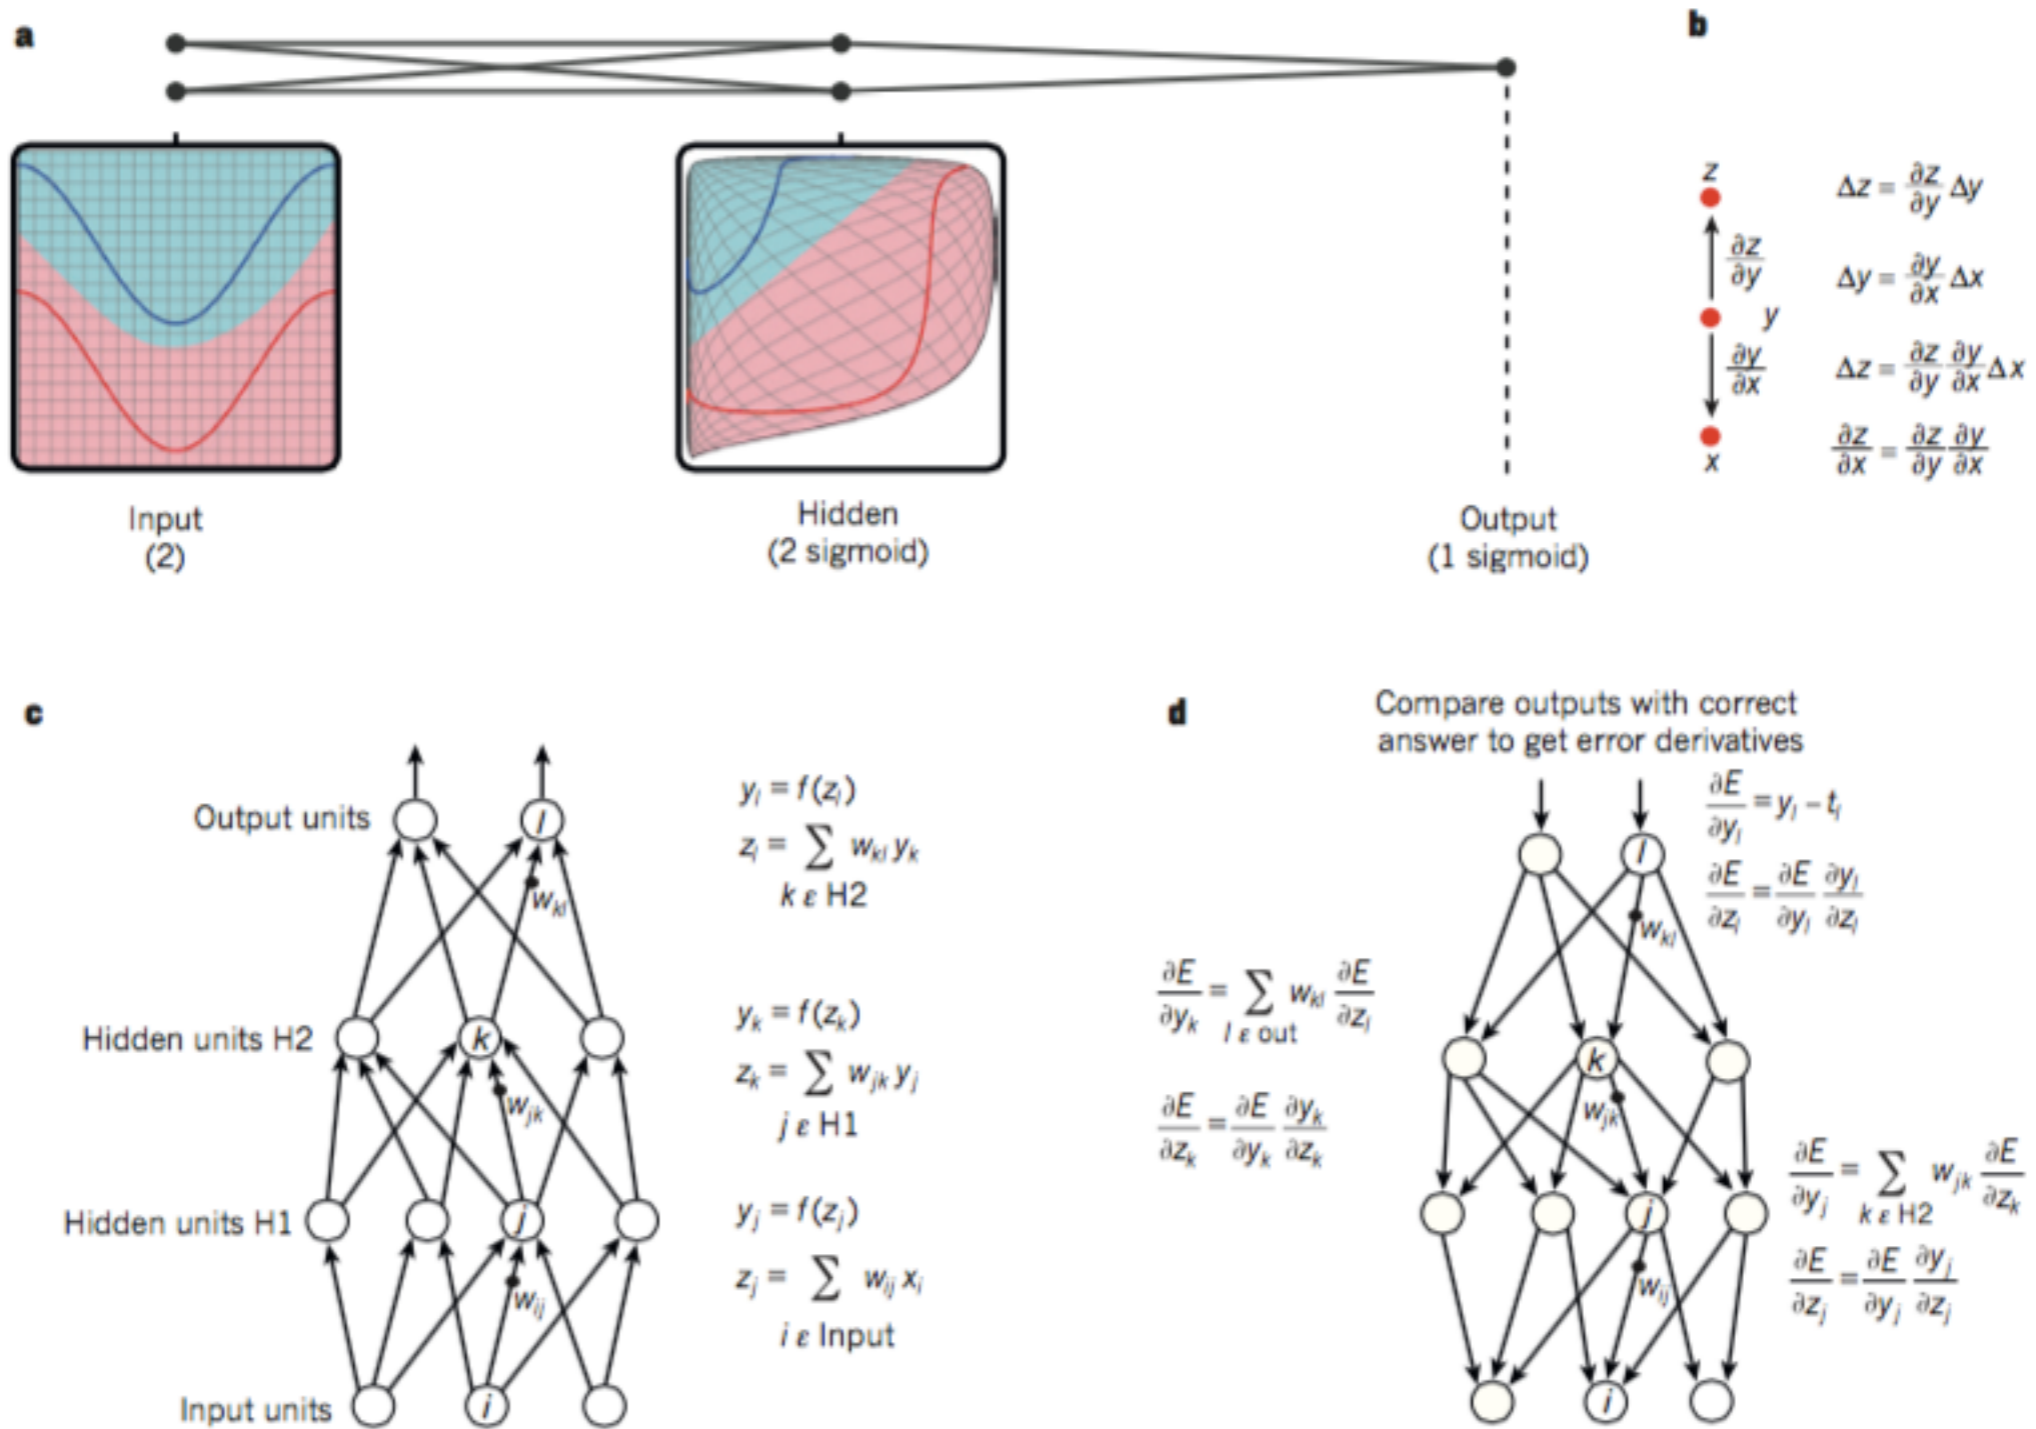 a
Input
(2)
Hidden
(2 sigmoid)
Output
(1 sigmoid)
b
z
∂z/∂y
y
∂y/∂x
x
Δz = ∂z/∂y Δy
Δy = ∂y/∂x Δx
Δz = ∂z/∂y ∂y/∂x Δx
∂z/∂x = ∂z/∂y ∂y/∂x
c
Output units
l
w_kl
Hidden units H2
k
w_jk
Hidden units H1
j
w_ij
Input units
i
y_l = f(z_l)
z_l = ∑ w_kl y_k
k ε H2
y_k = f(z_k)
z_k = ∑ w_jk y_j
j ε H1
y_j = f(z_j)
z_j = ∑ w_ij x_i
i ε Input
d
Compare outputs with correct
answer to get error derivatives
∂E/∂y_l = y_l − t_l
∂E/∂z_l = ∂E/∂y_l ∂y_l/∂z_l
l
w_kl
∂E/∂y_k = ∑ w_kl ∂E/∂z_l
l ε out
∂E/∂z_k = ∂E/∂y_k ∂y_k/∂z_k
k
w_jk
∂E/∂y_j = ∑ w_jk ∂E/∂z_k
k ε H2
∂E/∂z_j = ∂E/∂y_j ∂y_j/∂z_j
j
w_ij
i